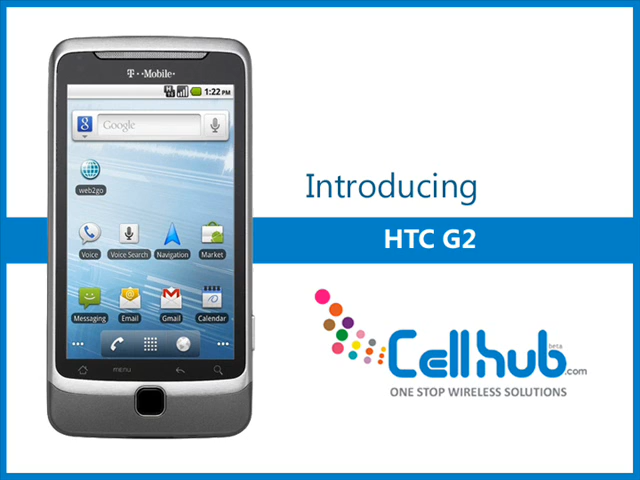 T··Mobile·
H
1:22 PM
8 Google
web2go
Voice Voice Search Navigation Market
Messaging Email Gmail Calendar
MENU
Introducing
HTC G2
Cellhub.com
beta
ONE STOP WIRELESS SOLUTIONS